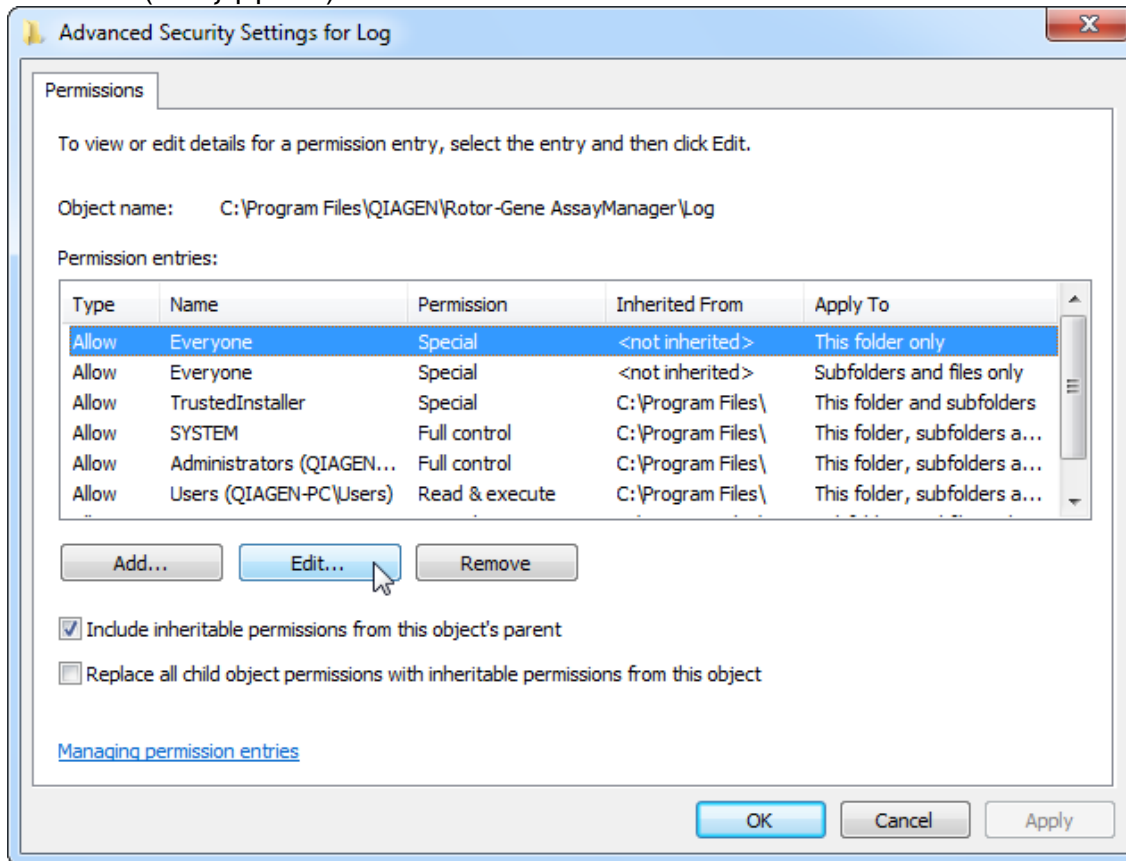 Advanced Security Settings for Log
Permissions
To view or edit details for a permission entry, select the entry and then click Edit.
Object name: C:\Program Files\QIAGEN\Rotor-Gene AssayManager\Log
Permission entries:
Type Name Permission Inherited From Apply To
Allow Everyone Special <not inherited> This folder only
Allow Everyone Special <not inherited> Subfolders and files only
Allow TrustedInstaller Special C:\Program Files\ This folder and subfolders
Allow SYSTEM Full control C:\Program Files\ This folder, subfolders a...
Allow Administrators (QIAGEN... Full control C:\Program Files\ This folder, subfolders a...
Allow Users (QIAGEN-PC\Users) Read & execute C:\Program Files\ This folder, subfolders a...
Add... Edit... Remove
Include inheritable permissions from this object's parent
Replace all child object permissions with inheritable permissions from this object
Managing permission entries
OK Cancel Apply